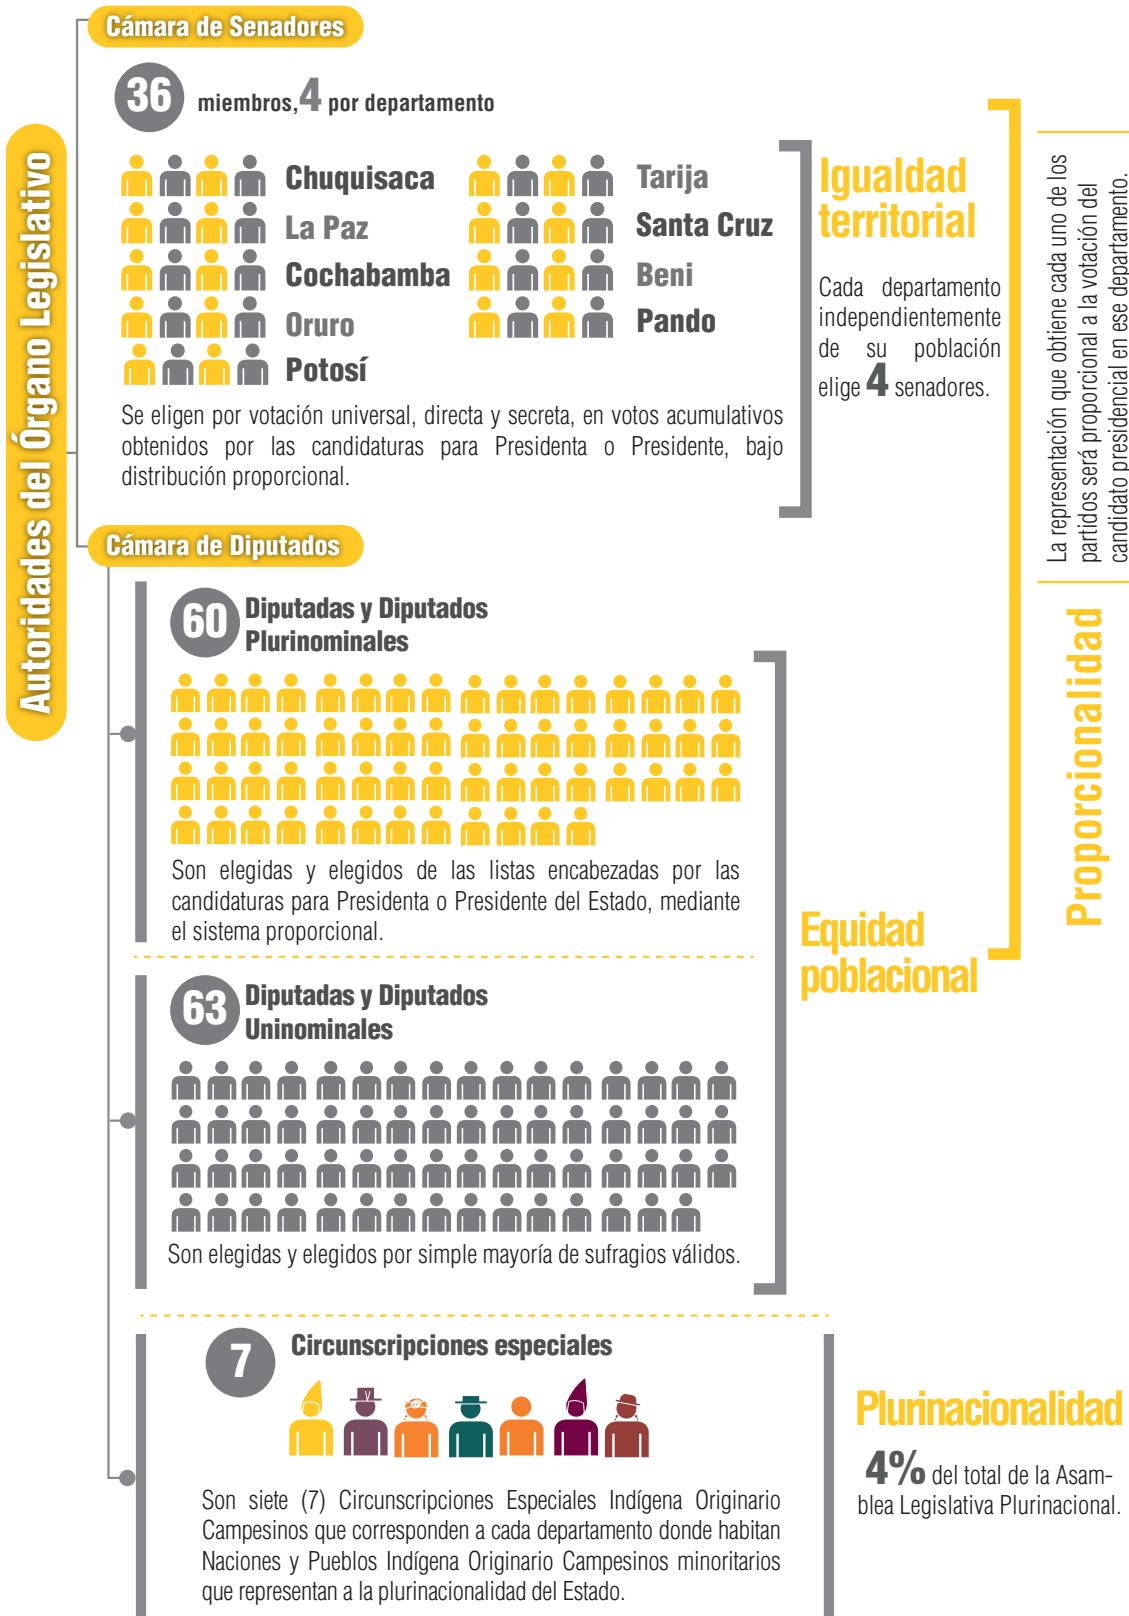 Autoridades del Órgano Legislativo
Cámara de Senadores
36 miembros, 4 por departamento
Chuquisaca
La Paz
Cochabamba
Oruro
Potosí
Tarija
Santa Cruz
Beni
Pando
Se eligen por votación universal, directa y secreta, en votos acumulativos
obtenidos por las candidaturas para Presidenta o Presidente, bajo
distribución proporcional.
Igualdad
territorial
Cada departamento
independientemente
de su población
elige 4 senadores.
La representación que obtiene cada uno de los
partidos será proporcional a la votación del
candidato presidencial en ese departamento.
Proporcionalidad
Cámara de Diputados
60 Diputadas y Diputados
Plurinominales
Son elegidas y elegidos de las listas encabezadas por las
candidaturas para Presidenta o Presidente del Estado, mediante
el sistema proporcional.
Equidad
poblacional
63 Diputadas y Diputados
Uninominales
Son elegidas y elegidos por simple mayoría de sufragios válidos.
7 Circunscripciones especiales
Son siete (7) Circunscripciones Especiales Indígena Originario
Campesinos que corresponden a cada departamento donde habitan
Naciones y Pueblos Indígena Originario Campesinos minoritarios
que representan a la plurinacionalidad del Estado.
Plurinacionalidad
4% del total de la Asam-
blea Legislativa Plurinacional.